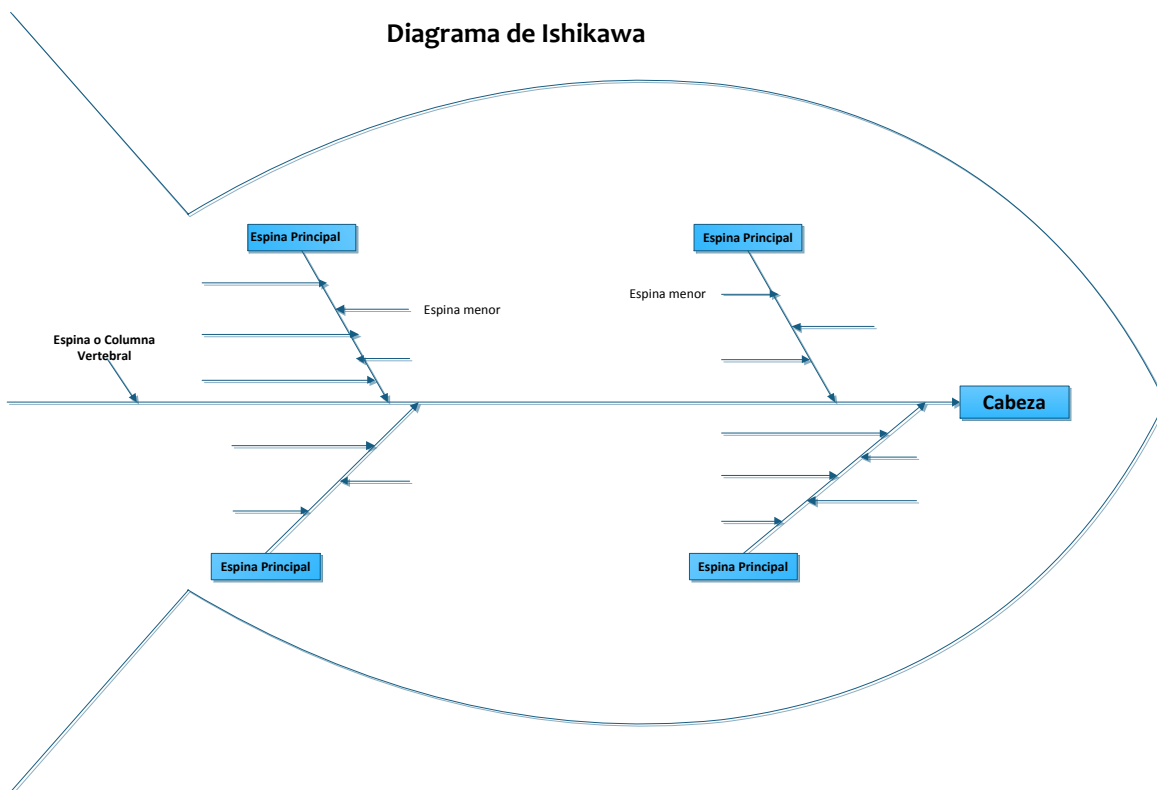 Diagrama de Ishikawa
Espina Principal
Espina Principal
Espina menor
Espina menor
Espina o Columna
Vertebral
Cabeza
Espina Principal
Espina Principal